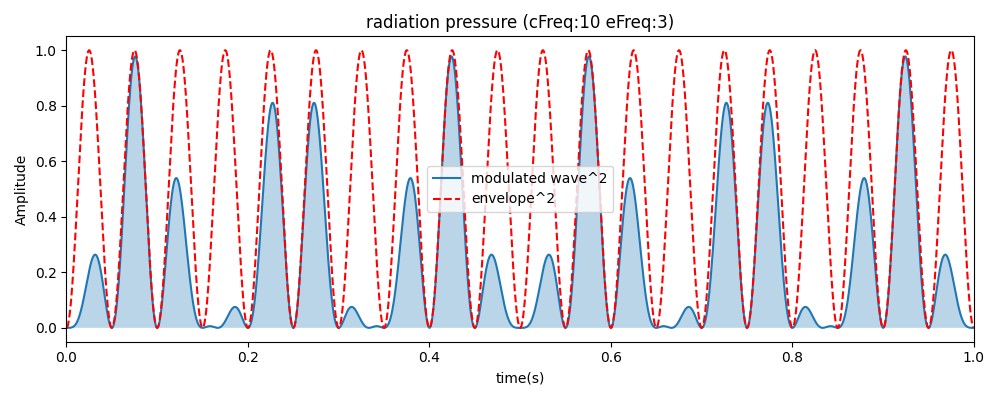 radiation pressure (cFreq:10 eFreq:3)
Amplitude
1.0
0.8
0.6
0.4
0.2
0.0
modulated wave^2
envelope^2
0.0 0.2 0.4 0.6 0.8 1.0
time(s)